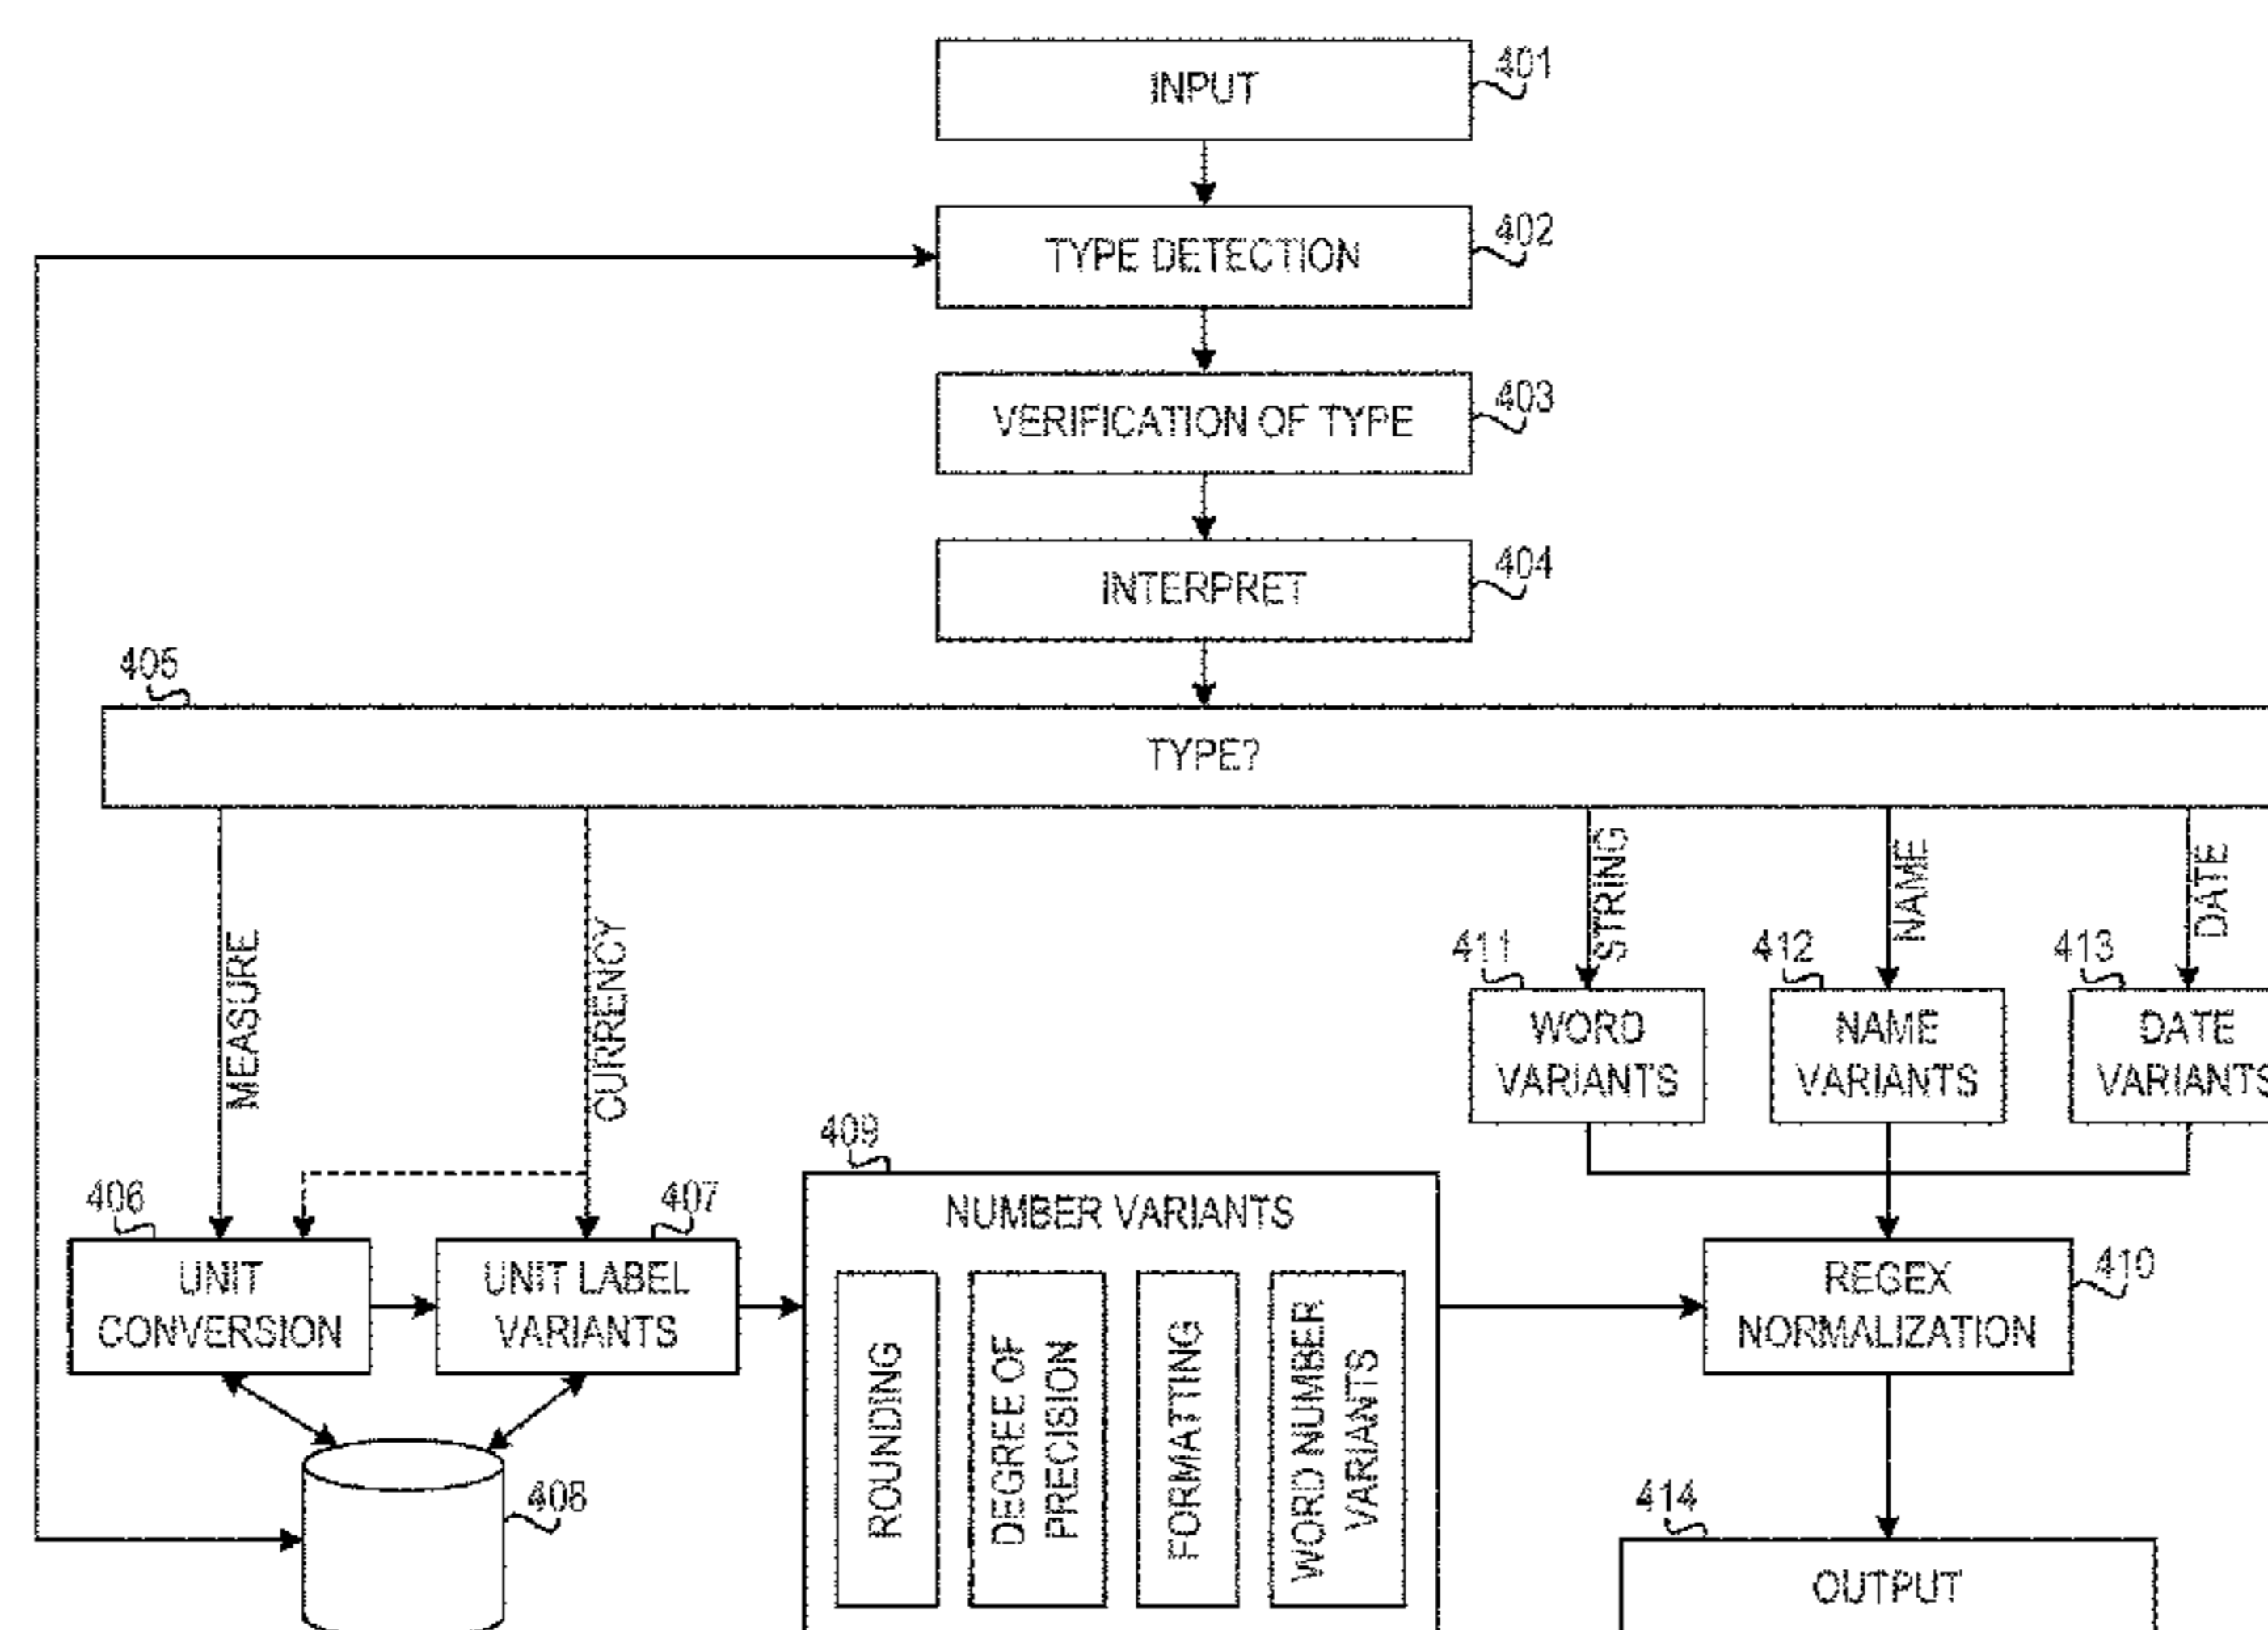 INPUT
401
TYPE DETECTION
402
VERIFICATION OF TYPE
403
INTERPRET
404
405
TYPE?
MEASURE
CURRENCY
STRING
NAME
DATE
411
412
413
WORD
VARIANTS
NAME
VARIANTS
DATE
VARIANTS
409
406
407
NUMBER VARIANTS
UNIT
CONVERSION
UNIT LABEL
VARIANTS
REGEX
NORMALIZATION
410
ROUNDING
DEGREE OF
PRECISION
FORMATTING
WORD NUMBER
VARIANTS
408
414
OUTPUT